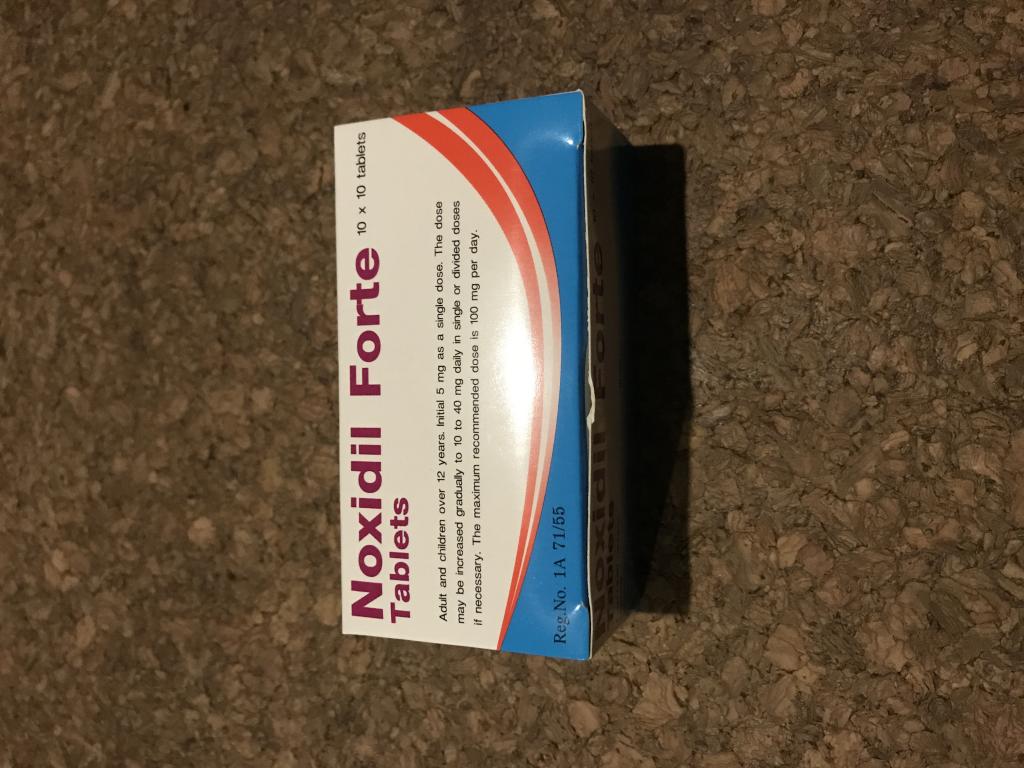 Noxidil Forte 10 x 10 tablets
Tablets
Adult and children over 12 years. Initial 5 mg as a single dose. The dose
may be increased gradually to 10 to 40 mg daily in single or divided doses
if necessary. The maximum recommended dose is 100 mg per day.
Reg.No. 1A 71/55
Noxidil Forte
Tablets